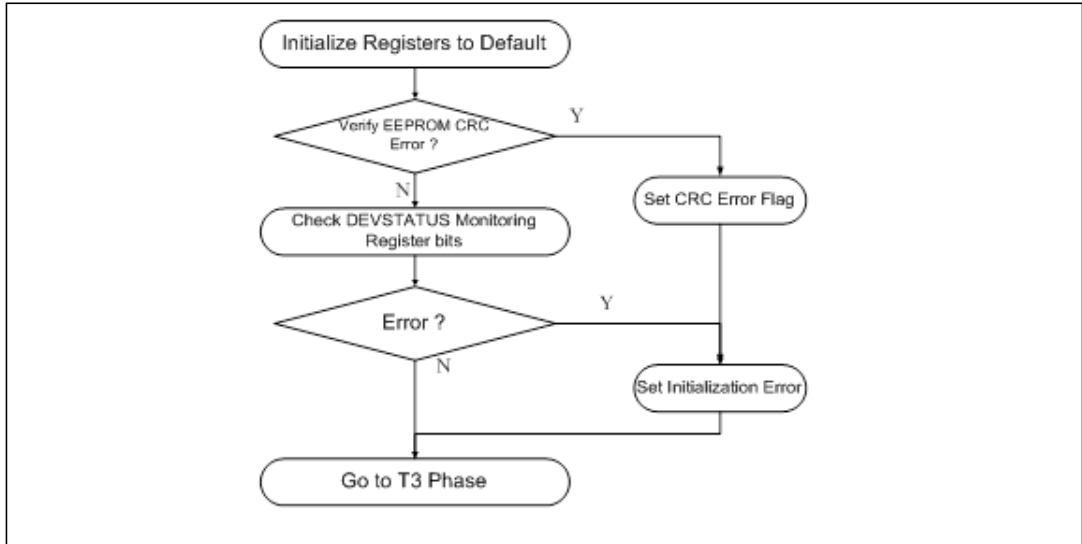 Initialize Registers to Default
Verify EEPROM CRC
Error ?
Y
N
Set CRC Error Flag
Check DEVSTATUS Monitoring
Register bits
Y
Error ?
N
Set Initialization Error
Go to T3 Phase